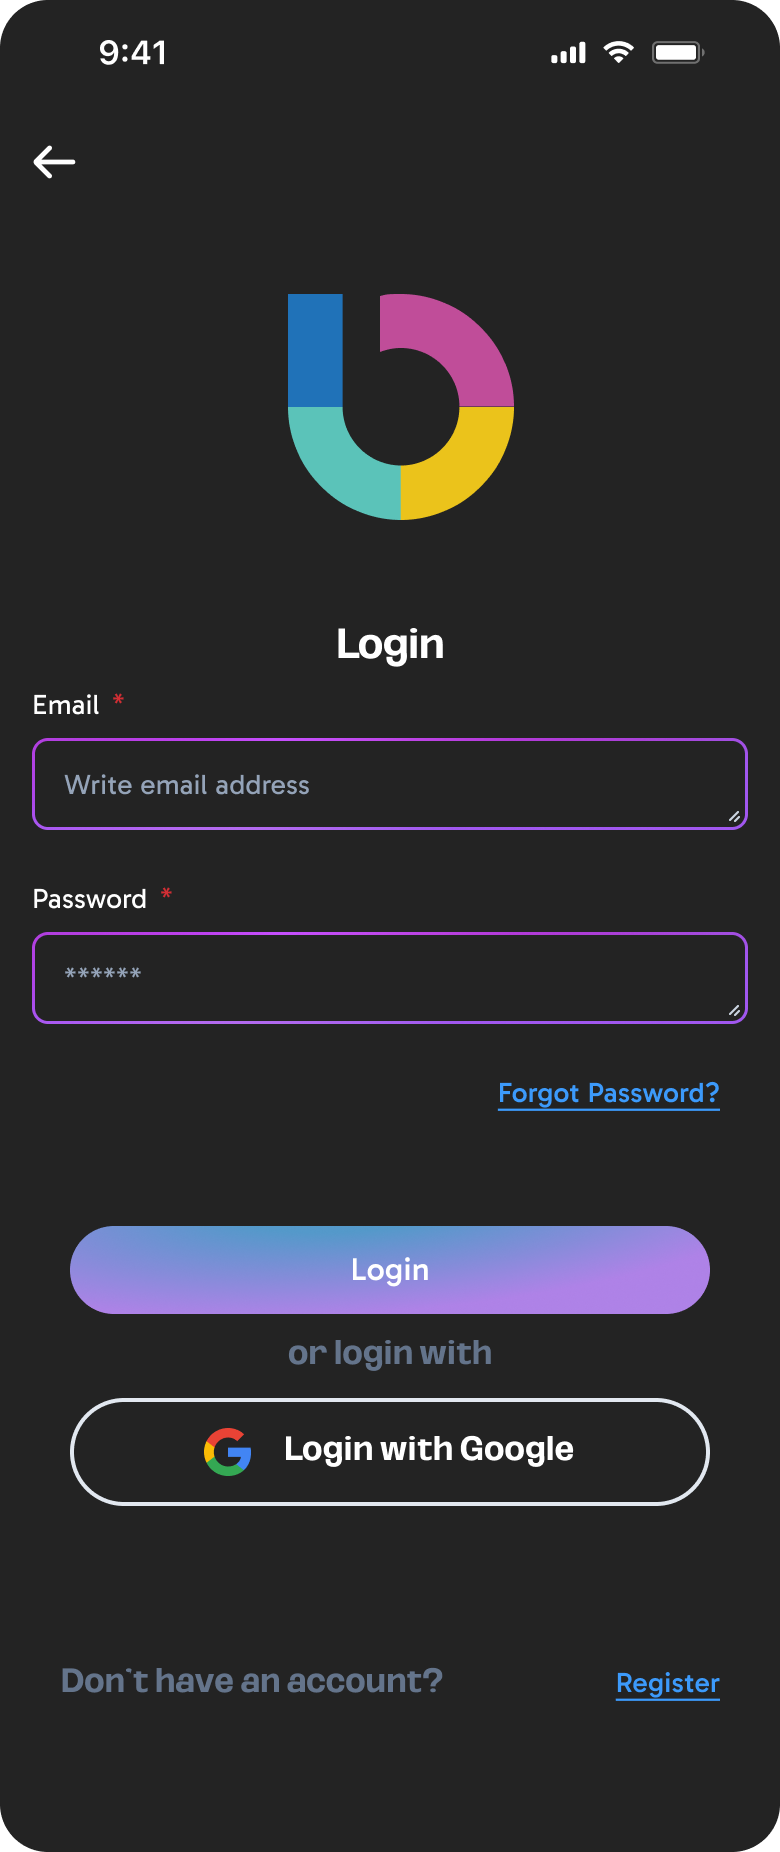 9:41
Login
Email *
Write email address
Password *
******
Forgot Password?
Login
or login with
Login with Google
Don't have an account?
Register